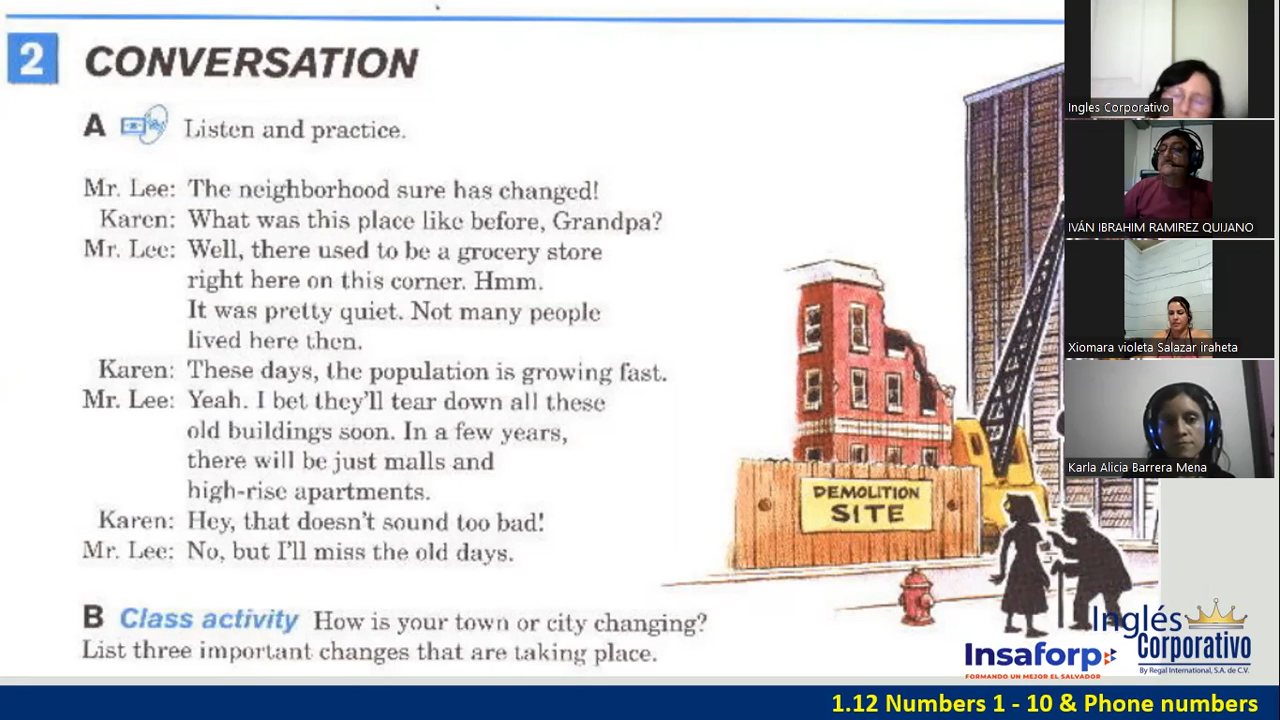 2 CONVERSATION
A Listen and practice.
Mr. Lee: The neighborhood sure has changed!
Karen: What was this place like before, Grandpa?
Mr. Lee: Well, there used to be a grocery store
right here on this corner. Hmm.
It was pretty quiet. Not many people
lived here then.
Karen: These days, the population is growing fast.
Mr. Lee: Yeah. I bet they'll tear down all these
old buildings soon. In a few years,
there will be just malls and
high-rise apartments.
Karen: Hey, that doesn't sound too bad!
Mr. Lee: No, but I'll miss the old days.
B Class activity How is your town or city changing?
List three important changes that are taking place.
DEMOLITION
SITE
Ingles Corporativo
IVÁN IBRAHIM RAMIREZ QUIJANO
Xiomara violeta Salazar iraheta
Karla Alicia Barrera Mena
Insaforp
FORMANDO UN MEJOR EL SALVADOR
Inglés
Corporativo
By Regal International, S.A. de C.V.
1.12 Numbers 1 - 10 & Phone numbers